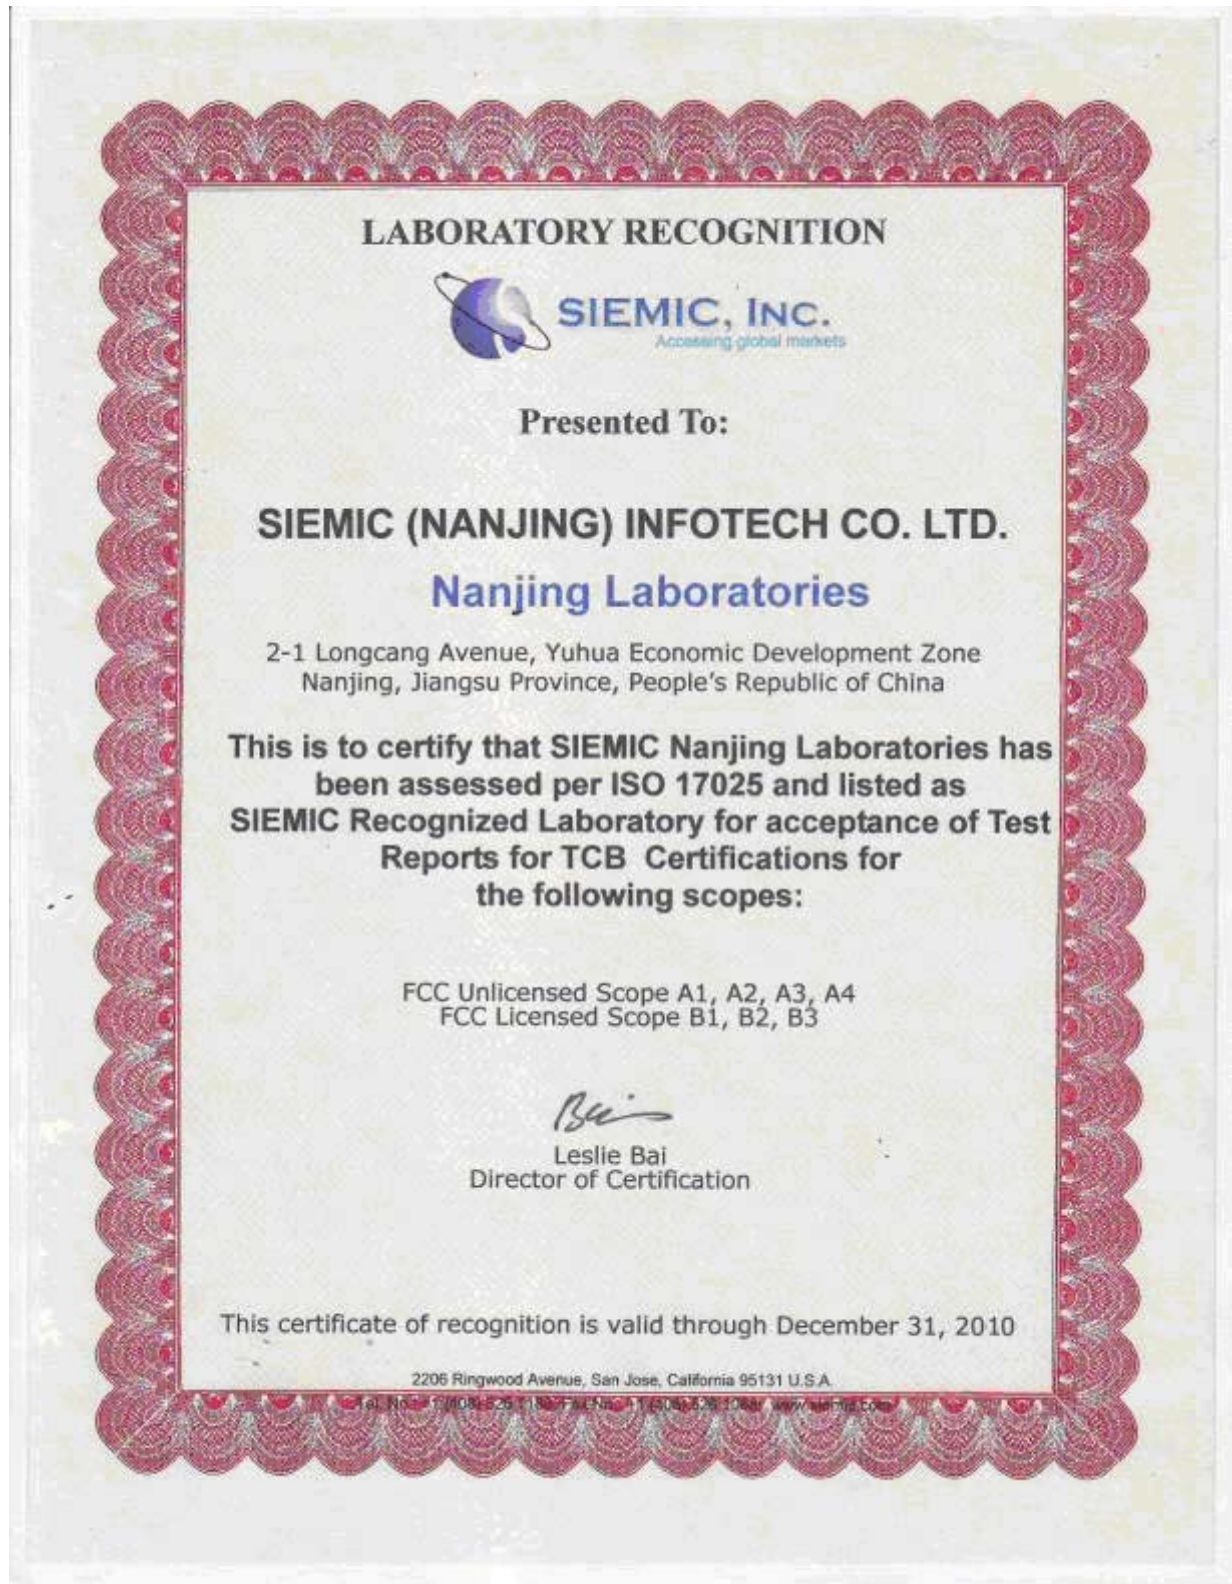 LABORATORY RECOGNITION
SIEMIC, INC.
Accessing global markets
Presented To:
SIEMIC (NANJING) INFOTECH CO. LTD.
Nanjing Laboratories
2-1 Longcang Avenue, Yuhua Economic Development Zone
Nanjing, Jiangsu Province, People's Republic of China
This is to certify that SIEMIC Nanjing Laboratories has
been assessed per ISO 17025 and listed as
SIEMIC Recognized Laboratory for acceptance of Test
Reports for TCB Certifications for
the following scopes:
FCC Unlicensed Scope A1, A2, A3, A4
FCC Licensed Scope B1, B2, B3
Bai
Leslie Bai
Director of Certification
This certificate of recognition is valid through December 31, 2010
2206 Ringwood Avenue, San Jose, California 95131 U.S.A.
Tel. No.: +1 (408)